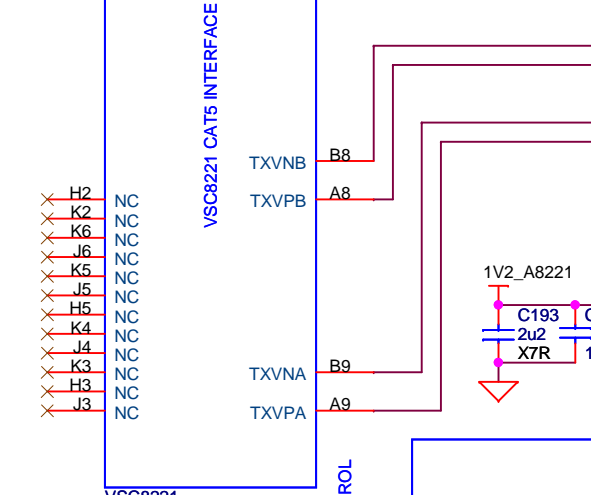 VSC8221 CAT5 INTERFACE
TXVNB B8
TXVPB A8
H2 NC
K2 NC
K6 NC
J6 NC
K5 NC
J5 NC
H5 NC
K4 NC
J4 NC
K3 NC
H3 NC
J3 NC
TXVNA B9
TXVPA A9
1V2_A8221
C193
2u2
X7R
VSC8221
ROL